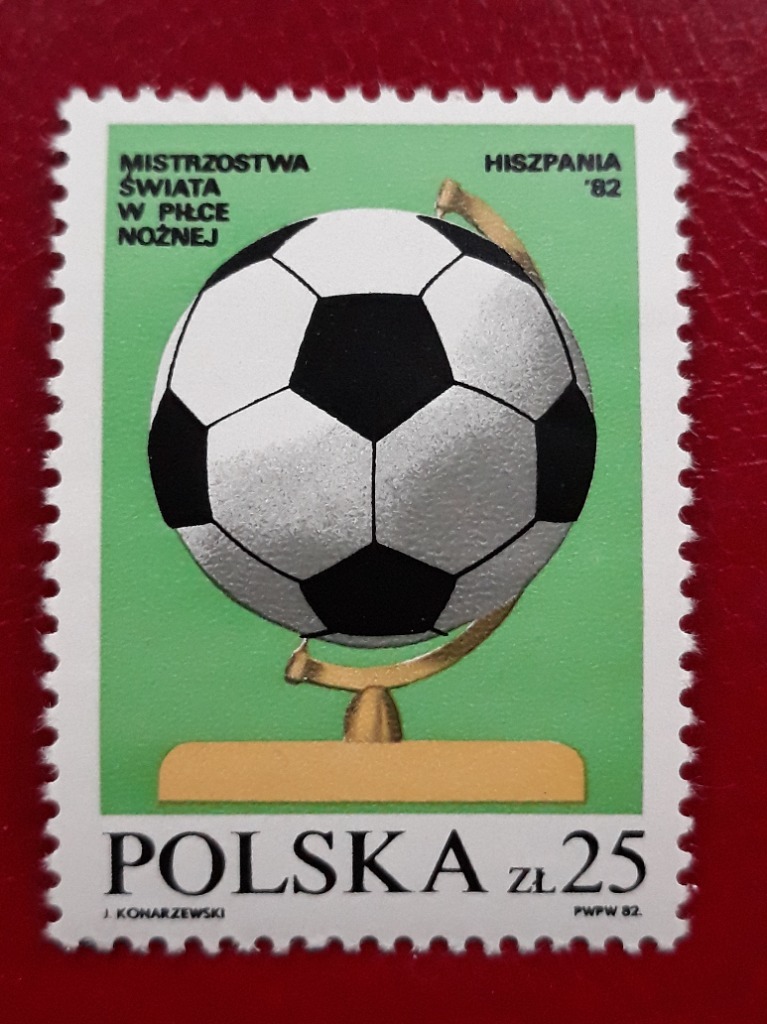 MISTRZOSTWA
ŚWIATA
W PIŁCE
NOŻNEJ
HISZPANIA
'82
POLSKA ZŁ 25
J. KONARZEWSKI
PWPW 82.